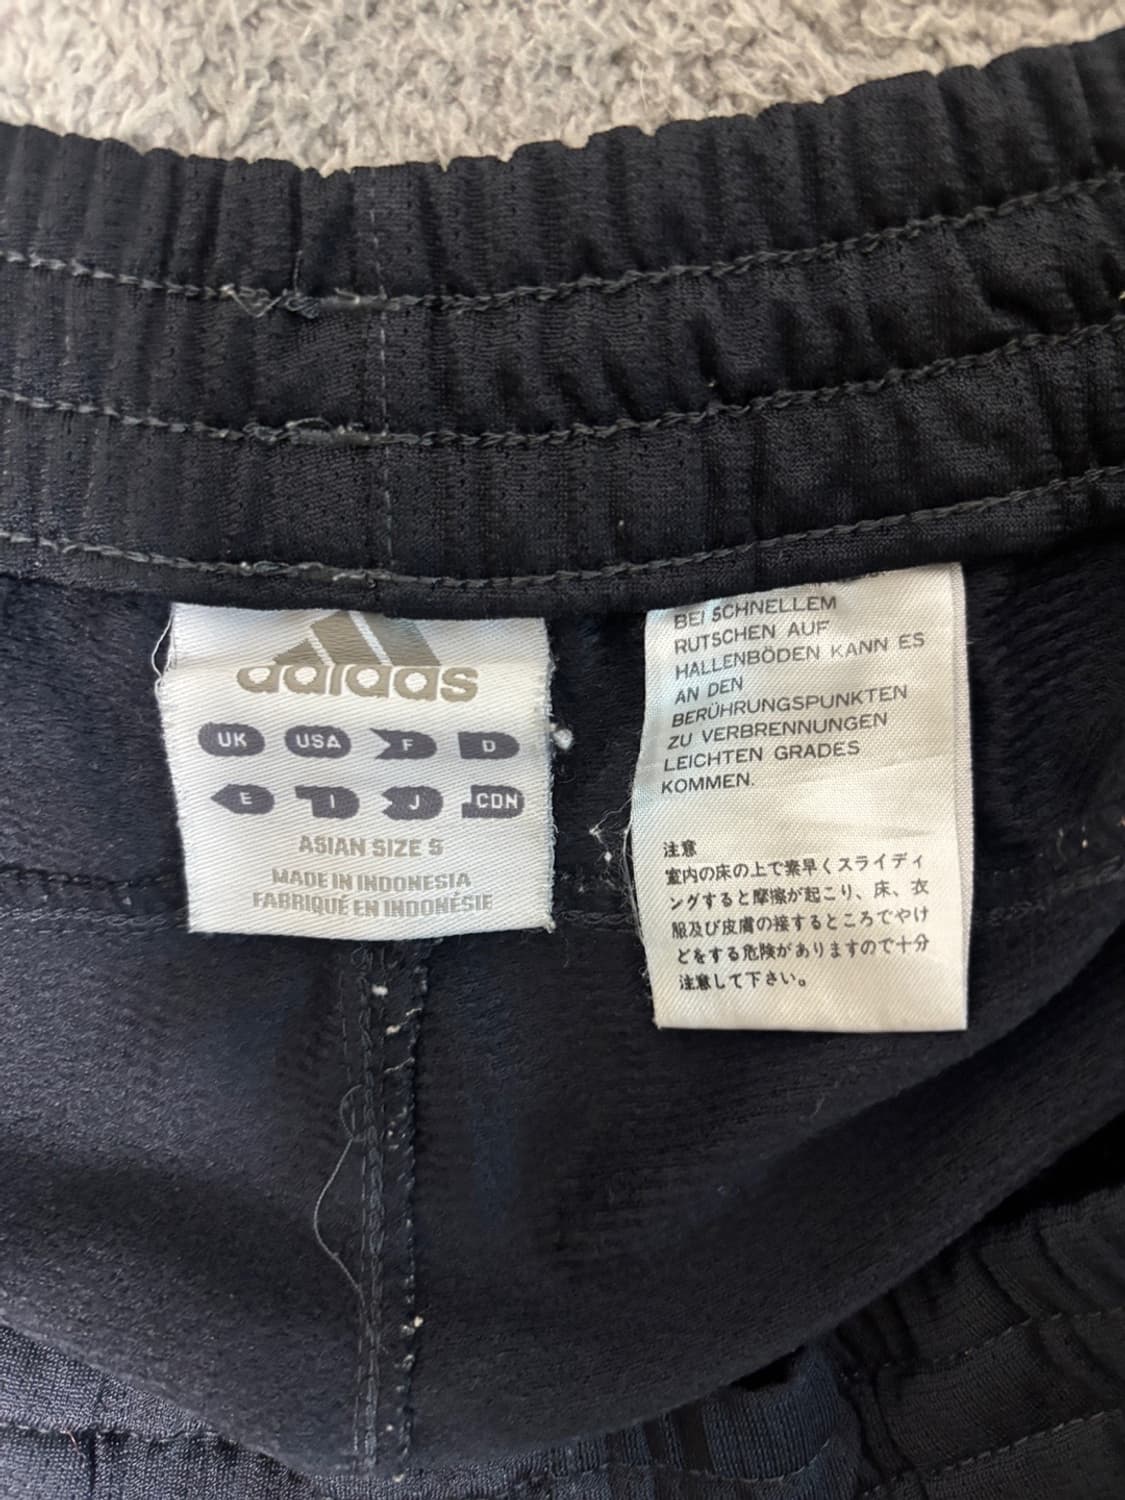 adidas
UK USA F D
E I J CDN
ASIAN SIZE S
MADE IN INDONESIA
FABRIQUÉ EN INDONÉSIE
BEI SCHNELLEM
RUTSCHEN AUF
HALLENBÖDEN KANN ES
AN DEN
BERÜHRUNGSPUNKTEN
ZU VERBRENNUNGEN
LEICHTEN GRADES
KOMMEN.
注意
室内の床の上で素早くスライディ
ングすると摩擦が起こり、床、衣
服及び皮膚の接するところでやけ
どをする危険がありますので十分
注意して下さい。